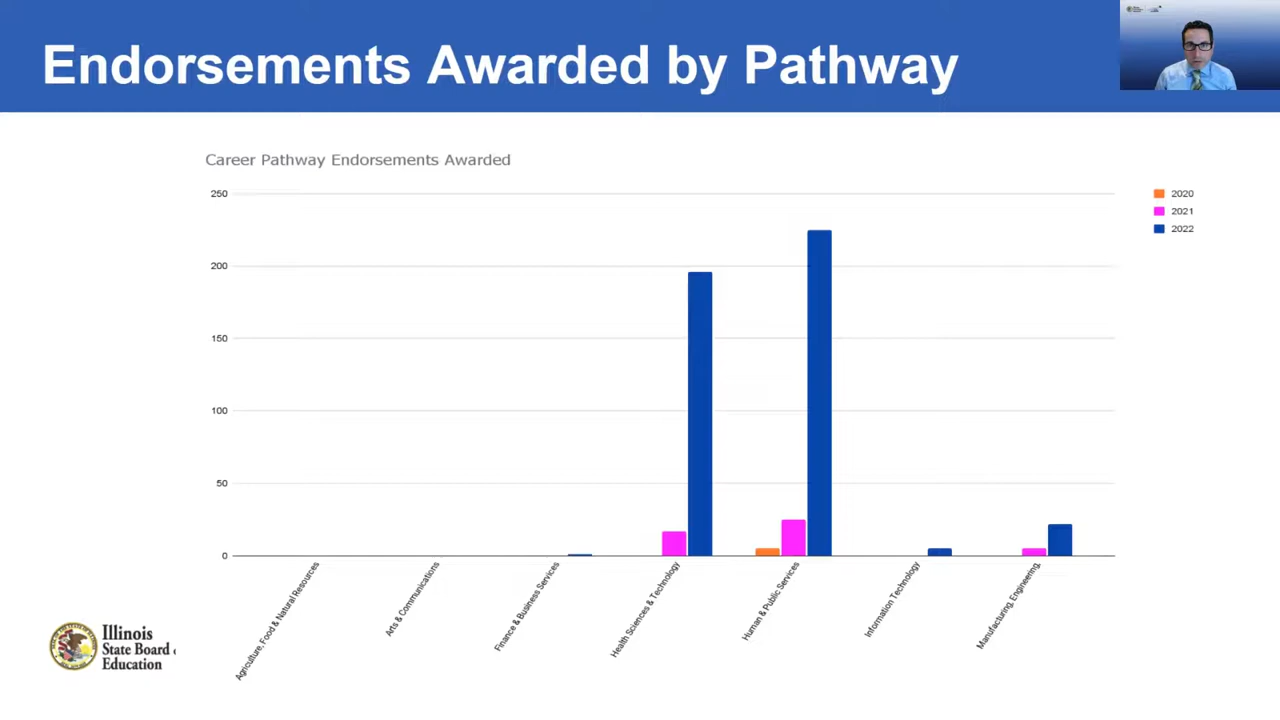 Endorsements Awarded by Pathway
Career Pathway Endorsements Awarded
250
200
150
100
50
0
2020
2021
2022
Agriculture, Food & Natural Resources
Arts & Communications
Finance & Business Services
Health Sciences & Technology
Human & Public Services
Information Technology
Manufacturing, Engineering,
Illinois
State Board
Education